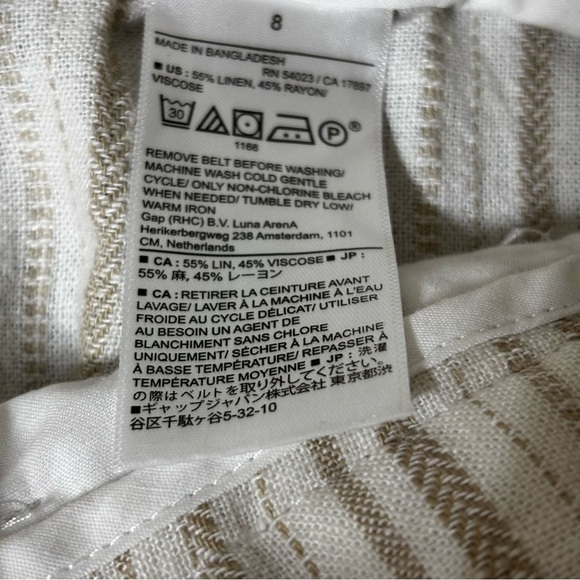 8
MADE IN BANGLADESH
RN 54023 / CA 17897
■ US : 55% LINEN, 45% RAYON/
VISCOSE
30
P®
1166
REMOVE BELT BEFORE WASHING/
MACHINE WASH COLD GENTLE
CYCLE/ ONLY NON-CHLORINE BLEACH
WHEN NEEDED/ TUMBLE DRY LOW/
WARM IRON
Gap (RHC) B.V. Luna ArenA
Herikerbergweg 238 Amsterdam, 1101
CM, Netherlands
■ CA : 55% LIN, 45% VISCOSE ■ JP :
55% 麻, 45% レーヨン
■ CA : RETIRER LA CEINTURE AVANT
LAVAGE/ LAVER À LA MACHINE À L'EAU
FROIDE AU CYCLE DÉLICAT/ UTILISER
AU BESOIN UN AGENT DE
BLANCHIMENT SANS CHLORE
UNIQUEMENT/ SÉCHER À LA MACHINE
À BASSE TEMPÉRATURE/ REPASSER À
TEMPÉRATURE MOYENNE ■ JP : 洗濯
の際はベルトを取り外してください。
■ギャップジャパン株式会社 東京都渋
谷区千駄ヶ谷5-32-10